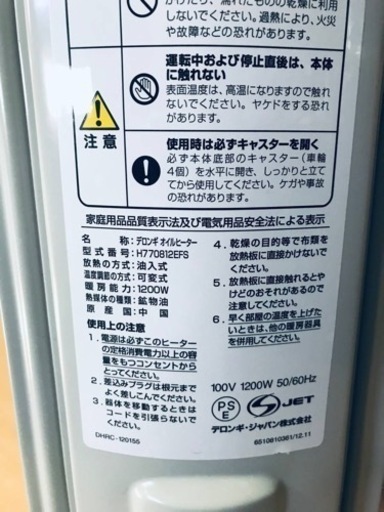 かけたり、濡れたものの乾燥に利用
しないでください。過熱により、火災
や故障などの恐れがあります。
注意
運転中および停止直後は、本体
に触れない
表面温度は、高温になりますので触れ
ないでください。ヤケドをする恐れ
があります。
使用時は必ずキャスターを開く
必ず本体底部のキャスター(車輪
4個)を水平に開き、しっかりと立て
てから使用してください。ケガや事故
の恐れがあります。
家庭用品品質表示法及び電気用品安全法による表示
名称:デロンギ オイルヒーター
型式番号:H770812EFS
放熱の方式:油入式
温度調節の方式:可変式
暖房能力:1200W
熱媒体の種類:鉱物油
原産国:中国
使用上の注意
1.電源は必ずこのヒーターの
定格消費電力以上の容
量をもつコンセントから
とってください。
2.差込みプラグは根元まで
よく差しこんでください。
3.器体を移動するときは
コードを引張らないで
ください。
4.乾燥の目的等で布類を
放熱板に直接かけないで
ください。
5.放熱板に直接触れるとや
けどのおそれがあるので注
意してください。
6.早く部屋の温度を上げた
いときは、他の暖房器具
を併用してください。
100V 1200W 50/60Hz
PS
E
JET
デロンギ・ジャパン株式会社
DHRC-120155
6510810361/12.11